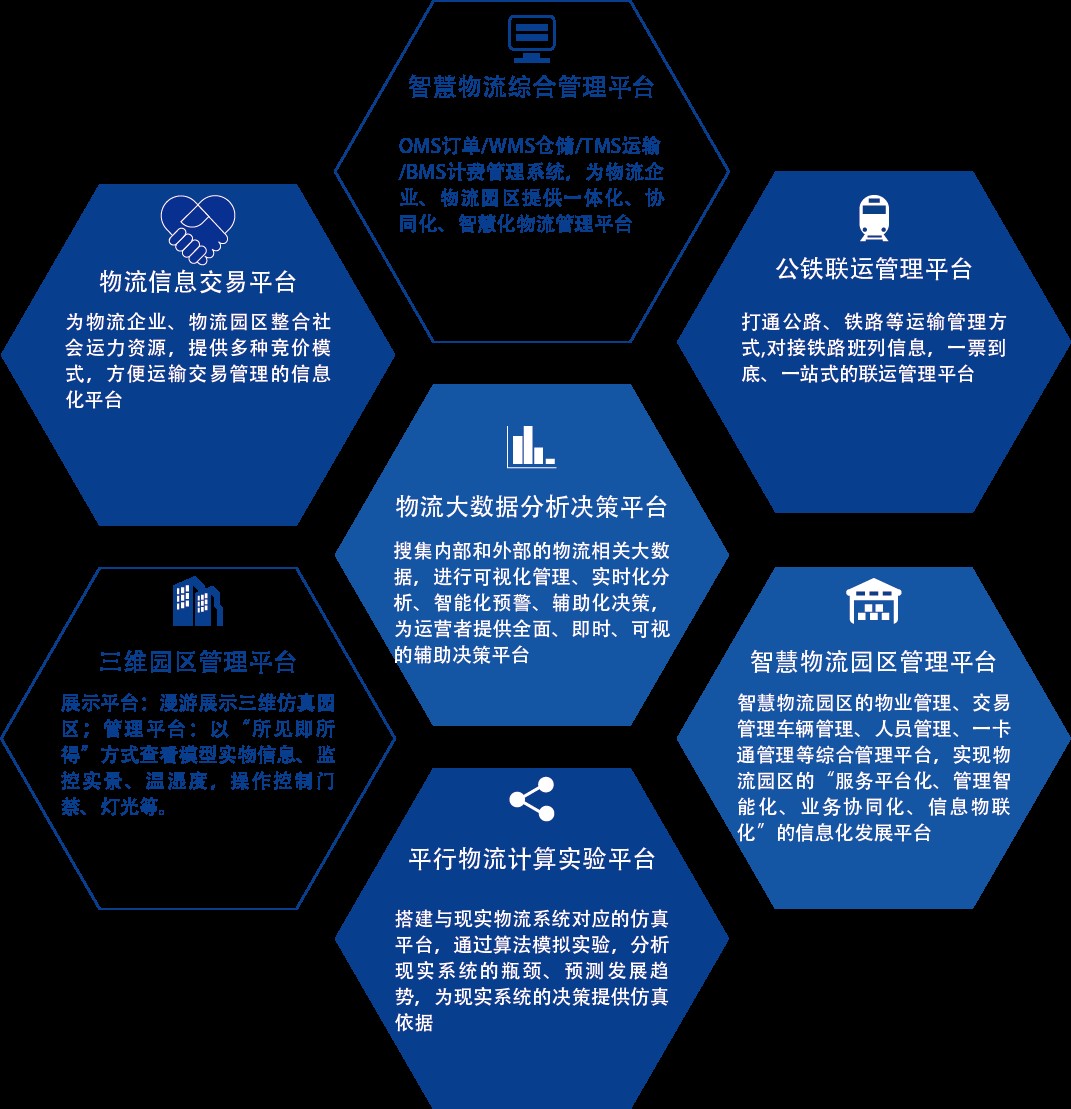 智慧物流综合管理平台
OMS订单/WMS仓储/TMS运输
/BMS计费管理系统，为物流企
业、物流园区提供一体化、协
同化、智慧化物流管理平台
物流信息交易平台
为物流企业、物流园区整合社
会运力资源，提供多种竞价模
式，方便运输交易管理的信息
化平台
公铁联运管理平台
打通公路、铁路等运输管理方
式,对接铁路班列信息，一票到
底、一站式的联运管理平台
物流大数据分析决策平台
搜集内部和外部的物流相关大数
据，进行可视化管理、实时化分
析、智能化预警、辅助化决策，
为运营者提供全面、即时、可视
的辅助决策平台
三维园区管理平台
展示平台：漫游展示三维仿真园
区；管理平台：以“所见即所
得”方式查看模型实物信息、监
控实景、温湿度，操作控制门
禁、灯光等。
智慧物流园区管理平台
智慧物流园区的物业管理、交易
管理车辆管理、人员管理、一卡
通管理等综合管理平台，实现物
流园区的“服务平台化、管理智
能化、业务协同化、信息物联
化”的信息化发展平台
平行物流计算实验平台
搭建与现实物流系统对应的仿真
平台，通过算法模拟实验，分析
现实系统的瓶颈、预测发展趋
势，为现实系统的决策提供仿真
依据